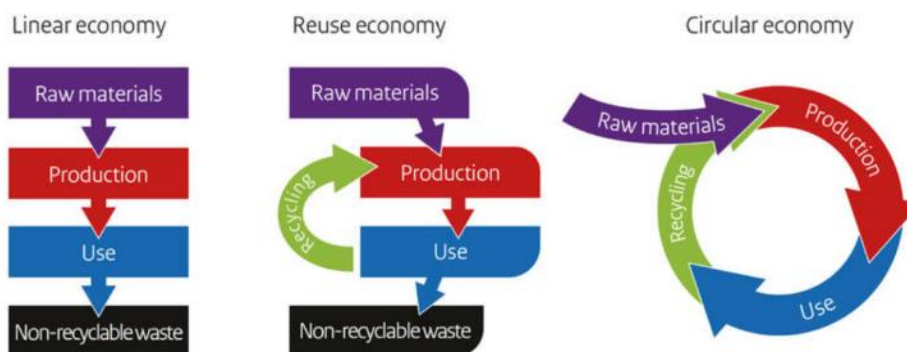 Linear economy
Raw materials
Production
Use
Non-recyclable waste
Reuse economy
Raw materials
Production
Recycling
Use
Non-recyclable waste
Circular economy
Raw materials
Production
Use
Recycling